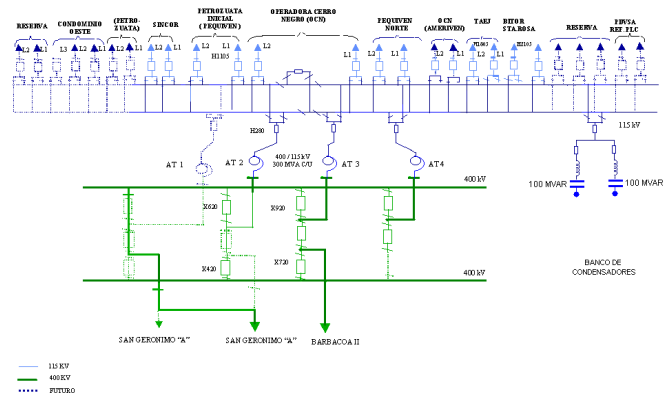 RESERVA
CONDOMINIO
OESTE
(PETRO-
ZUATA)
SINCOR
PETROZUATA
INICIAL
(PEQUIVEN)
OPERADORA CERRO
NEGRO (OCN)
PEQUIVEN
NORTE
OCN
(AMERIVEN)
TAEJ
BITOR
STA.ROSA
RESERVA
PDVSA
REF. PLC
L2 L1 L3 L2 L1 L2 L1 L2 L1 L2 L1 L2 L1 L2 L1 L2 L1
H1105
H2105
H280
115 kV
AT 1
AT 2
400 / 115 kV
300 MVA C/U
AT 3
AT4
100 MVAR
100 MVAR
400 kV
X620
X920
X420
X720
400 kV
BANCO DE
CONDENSADORES
SAN GERONIMO "A"
SAN GERONIMO "A"
BARBACOA II
115 KV
400 KV
FUTURO